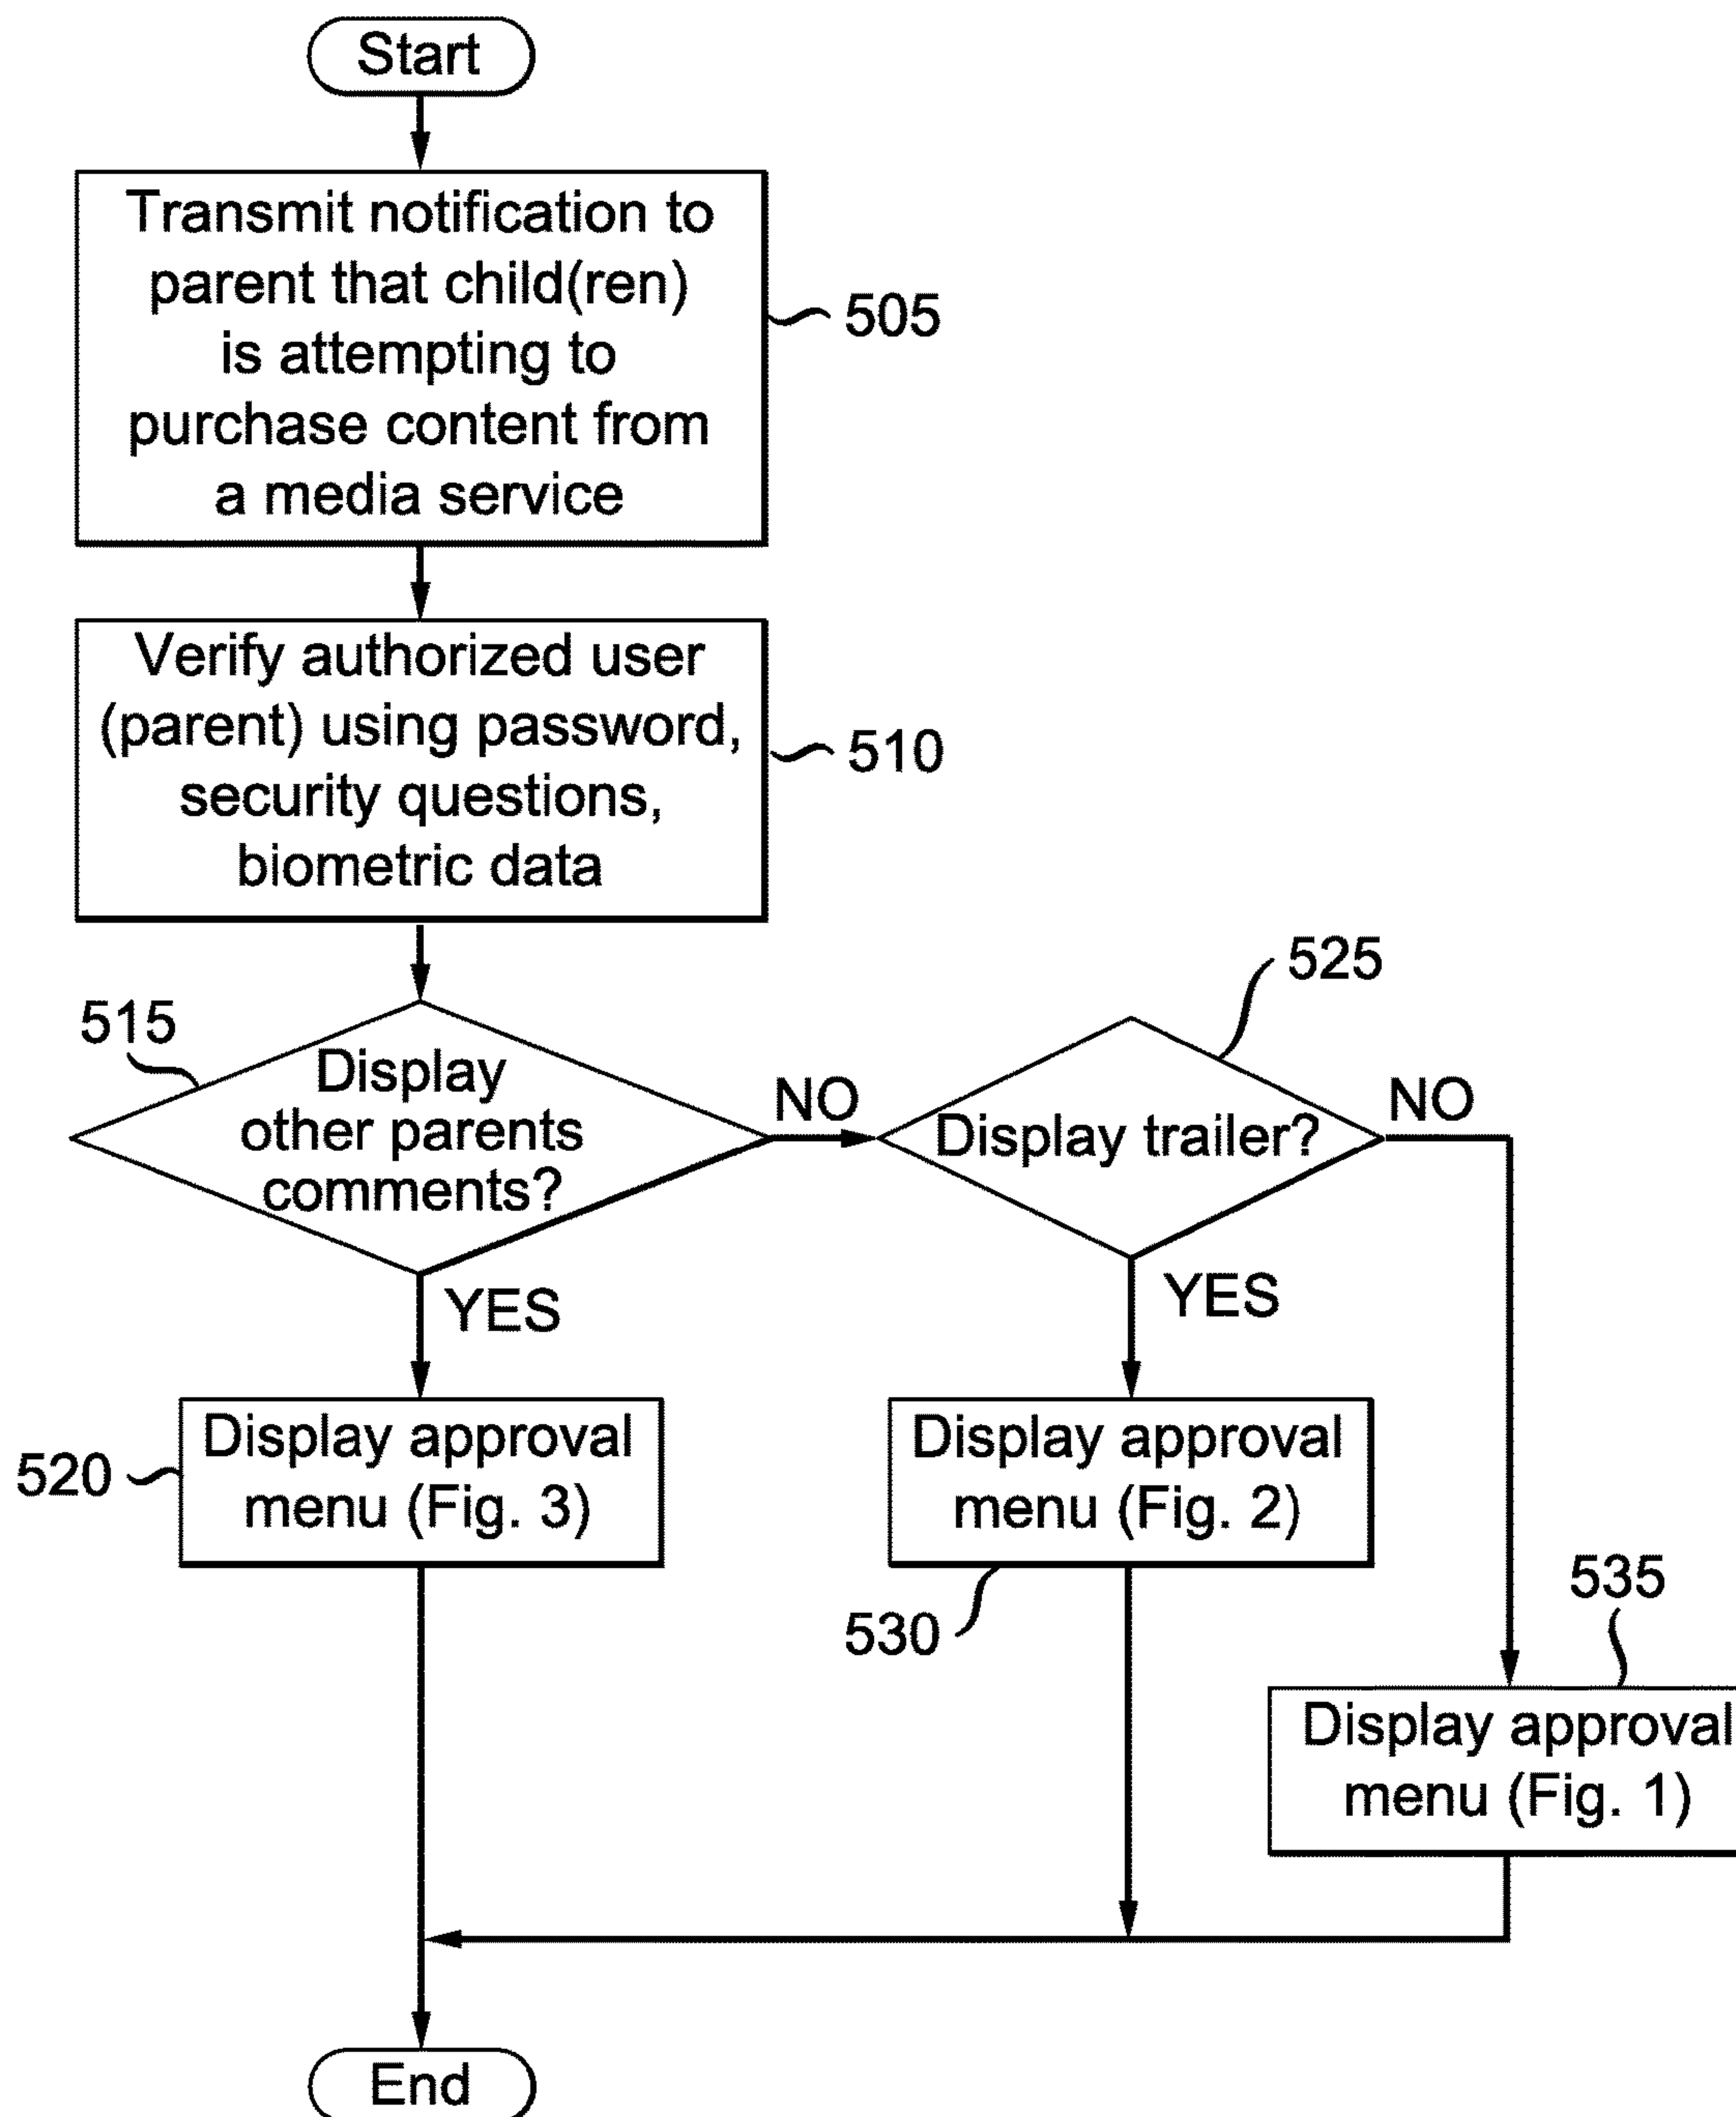 Start
Transmit notification to
parent that child(ren)
is attempting to
purchase content from
a media service
505
Verify authorized user
(parent) using password,
security questions,
biometric data
510
515
Display
other parents
comments?
NO
YES
525
Display trailer?
NO
YES
520
Display approval
menu (Fig. 3)
Display approval
menu (Fig. 2)
530
535
Display approval
menu (Fig. 1)
End